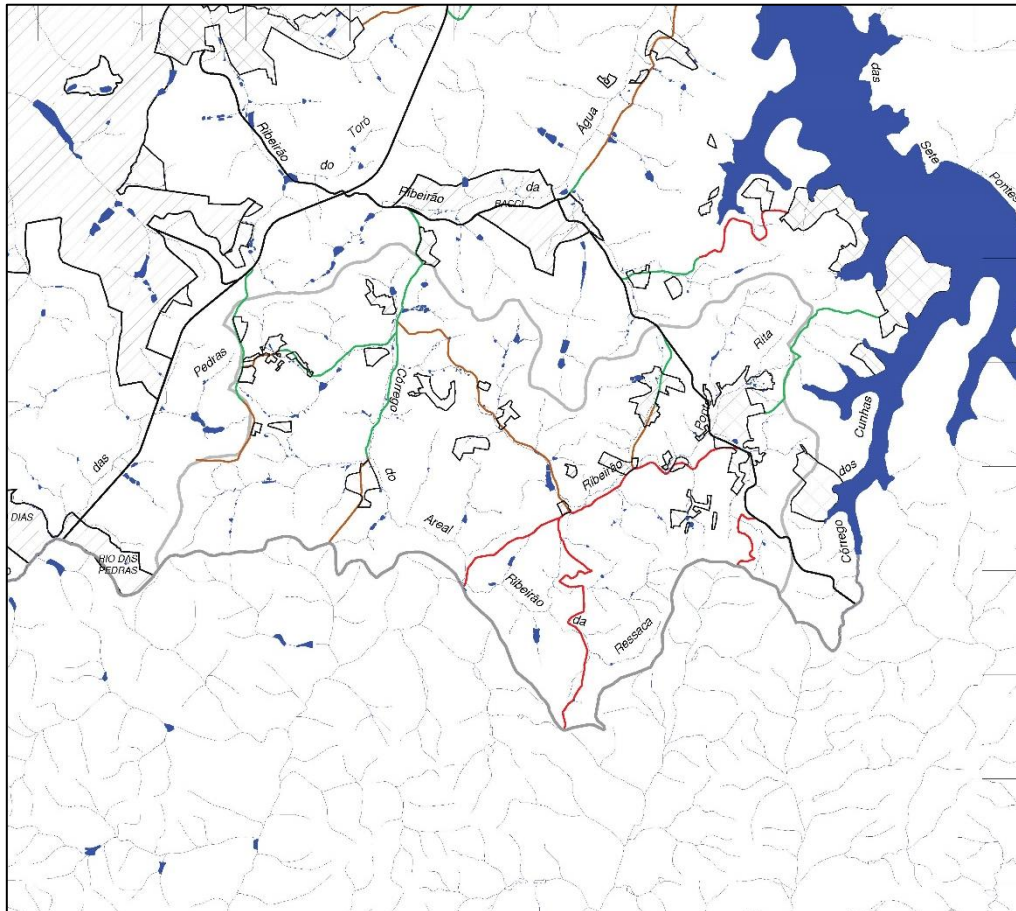 das
Sete
Pontes
Ribeirão
do
Toró
Água
da
Ribeirão
BACCI
Pedras
das
Córrego
do
Areal
Rita
Ponte
Ribeirão
Cunhas
dos
Córrego
DIAS
RIO DAS
PEDRAS
Ribeirão
da
Ressaca